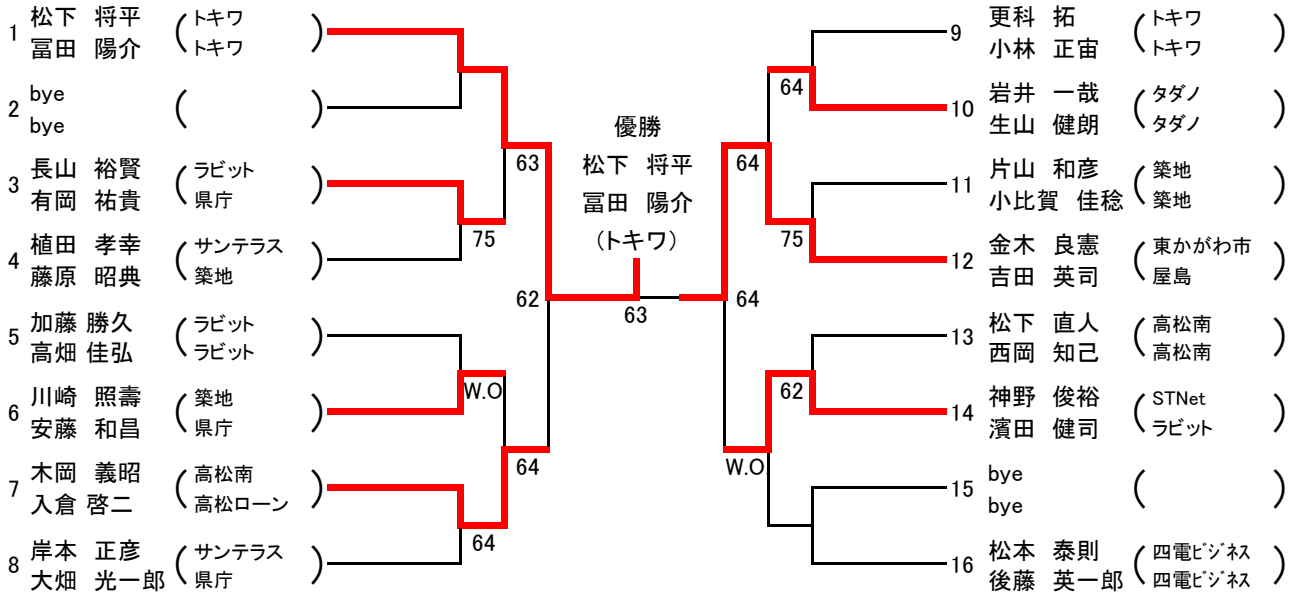 1 松下 将平 (トキワ)
冨田 陽介 (トキワ)
2 bye ( )
bye
3 長山 裕賢 (ラビット)
有岡 祐貴 (県庁)
4 植田 孝幸 (サンテラス)
藤原 昭典 (築地)
5 加藤 勝久 (ラビット)
高畑 佳弘 (ラビット)
6 川崎 照壽 (築地)
安藤 和昌 (県庁)
7 木岡 義昭 (高松南)
入倉 啓二 (高松ローン)
8 岸本 正彦 (サンテラス)
大畑 光一郎 (県庁)
63
75
62
W.O
64
64
優勝
松下 将平
冨田 陽介
(トキワ)
63
64
64
75
64
62
W.O
9 更科 拓 (トキワ)
小林 正宙 (トキワ)
10 岩井 一哉 (タダノ)
生山 健朗 (タダノ)
11 片山 和彦 (築地)
小比賀 佳稔 (築地)
12 金木 良憲 (東かがわ市)
吉田 英司 (屋島)
13 松下 直人 (高松南)
西岡 知己 (高松南)
14 神野 俊裕 (STNet)
濱田 健司 (ラビット)
15 bye ( )
bye
16 松本 泰則 (四電ビジネス)
後藤 英一郎 (四電ビジネス)